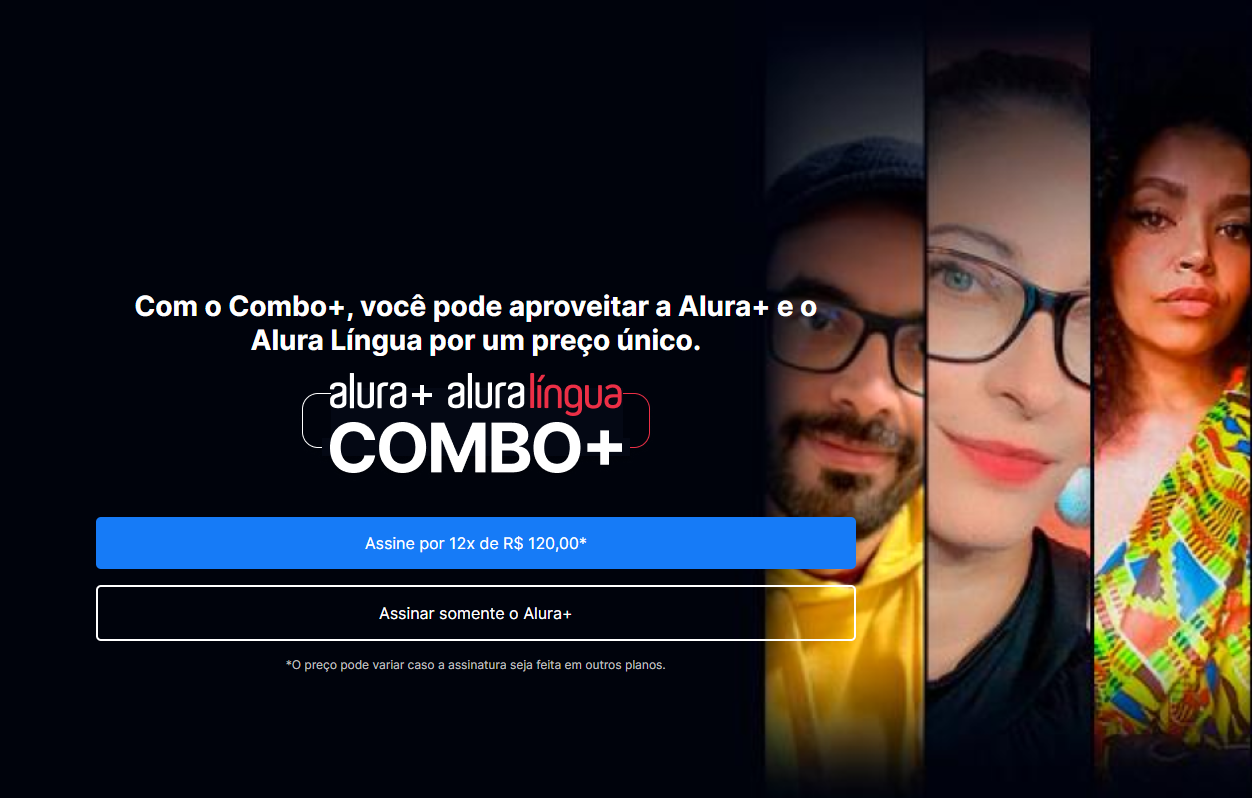 Com o Combo+, você pode aproveitar a Alura+ e o
Alura Língua por um preço único.
alura+ aluralíngua
COMBO+
Assine por 12x de R$ 120,00*
Assinar somente o Alura+
*O preço pode variar caso a assinatura seja feita em outros planos.